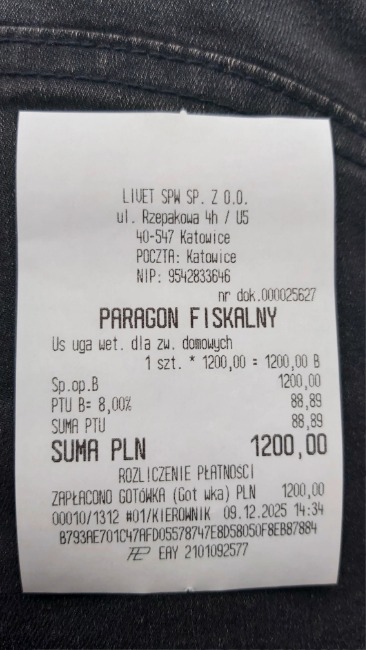 LIVET SPW SP. Z O.O.
ul. Rzepakowa 4h / U5
40-547 Katowice
POCZTA: Katowice
NIP: 9542833646
nr dok.000025627
PARAGON FISKALNY
Us uga wet. dla zw. domowych
1 szt. * 1200,00 = 1200,00 B
Sp.op.B 1200,00
PTU B= 8,00% 88,89
SUMA PTU 88,89
SUMA PLN 1200,00
ROZLICZENIE PŁATNOŚCI
ZAPŁACONO GOTÓWKA (Got wka) PLN 1200,00
00010/1312 #01/KIEROWNIK 09.12.2025 14:34
B793AE701C47AFD05578747E8D58050F8EB87884
EAY 2101092577